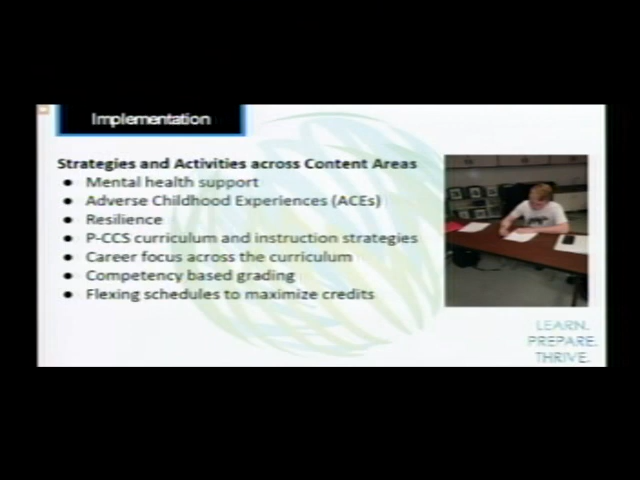 Implementation
Strategies and Activities across Content Areas
● Mental health support
● Adverse Childhood Experiences (ACEs)
● Resilience
● P-CCS curriculum and instruction strategies
● Career focus across the curriculum
● Competency based grading
● Flexing schedules to maximize credits
LEARN.
PREPARE.
THRIVE.